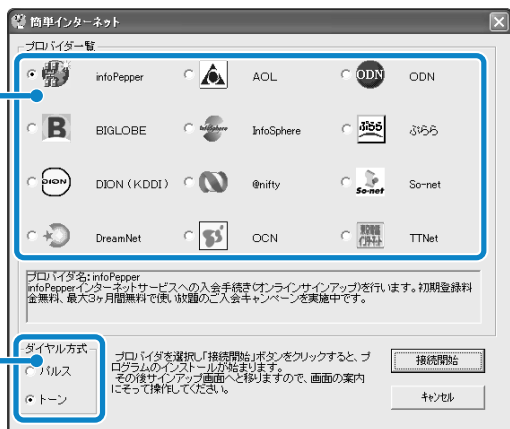 簡単インターネット
プロバイダー一覧
infoPepper
AOL
ODN ODN
B BIGLOBE
InfoSphere InfoSphere
ぷらら ぷらら
DION DION (KDDI)
@nifty
So-net So-net
DreamNet
OCN
TTNet
プロバイダ名: infoPepper
infoPepperインターネットサービスへの入会手続き(オンラインサインアップ)を行います。初期登録料
金無料、最大3ヶ月間無料で使い放題のご入会キャンペーンを実施中です。
ダイヤル方式
パルス
トーン
プロバイダを選択し「接続開始」ボタンをクリックすると、プ
ログラムのインストールが始まります。
その後サインアップ画面へと移りますので、画面の案内
にそって操作してください。
接続開始
キャンセル